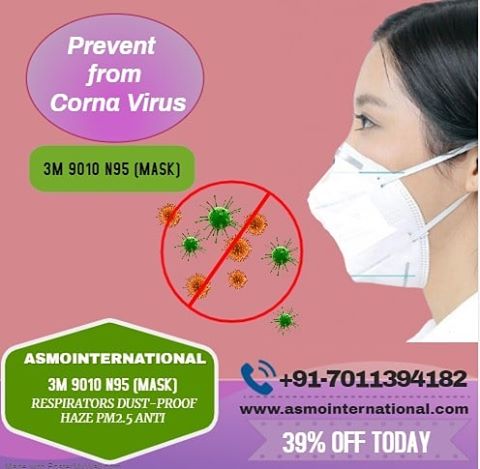 Prevent
from
Corna Virus
3M 9010 N95 (MASK)
ASMOINTERNATIONAL
3M 9010 N95 (MASK)
RESPIRATORS DUST-PROOF
HAZE PM2.5 ANTI
+91-7011394182
www.asmointernational.com
39% OFF TODAY